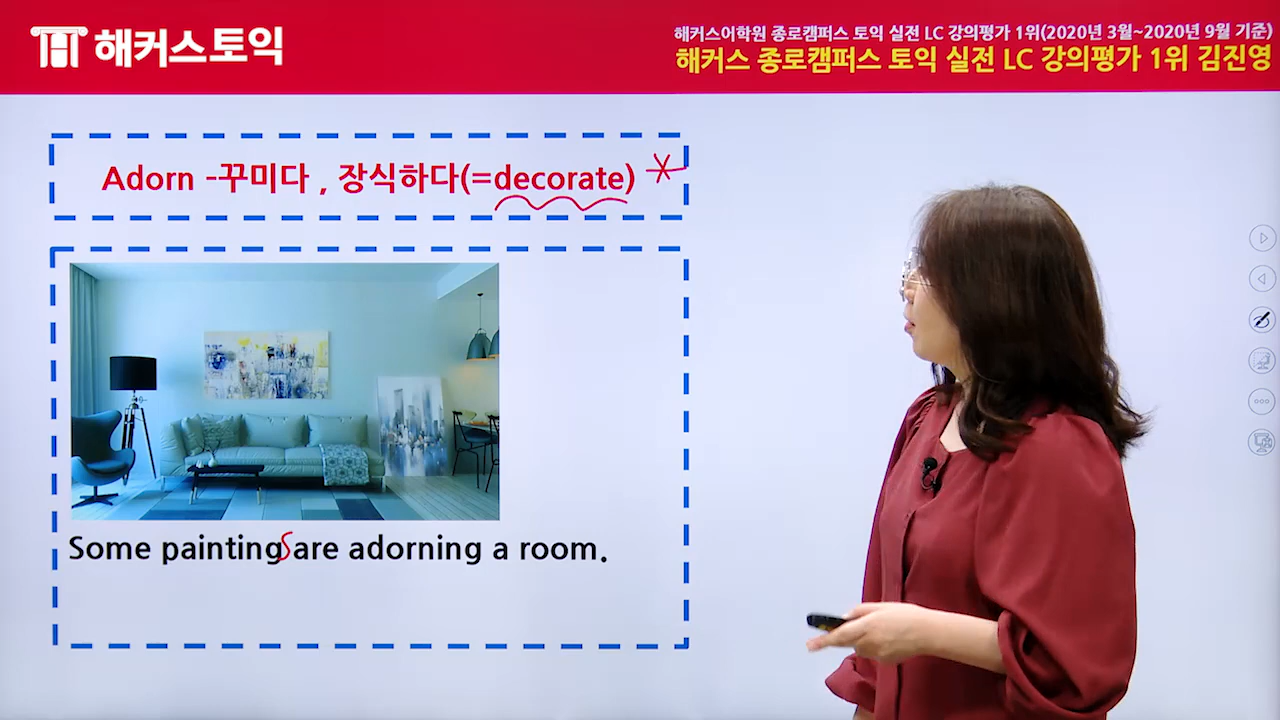 해커스토익
해커스어학원 종로캠퍼스 토익 실전 LC 강의평가 1위(2020년 3월~2020년 9월 기준)
해커스 종로캠퍼스 토익 실전 LC 강의평가 1위 김진영
Adorn -꾸미다 , 장식하다(=decorate)
Some paintings are adorning a room.